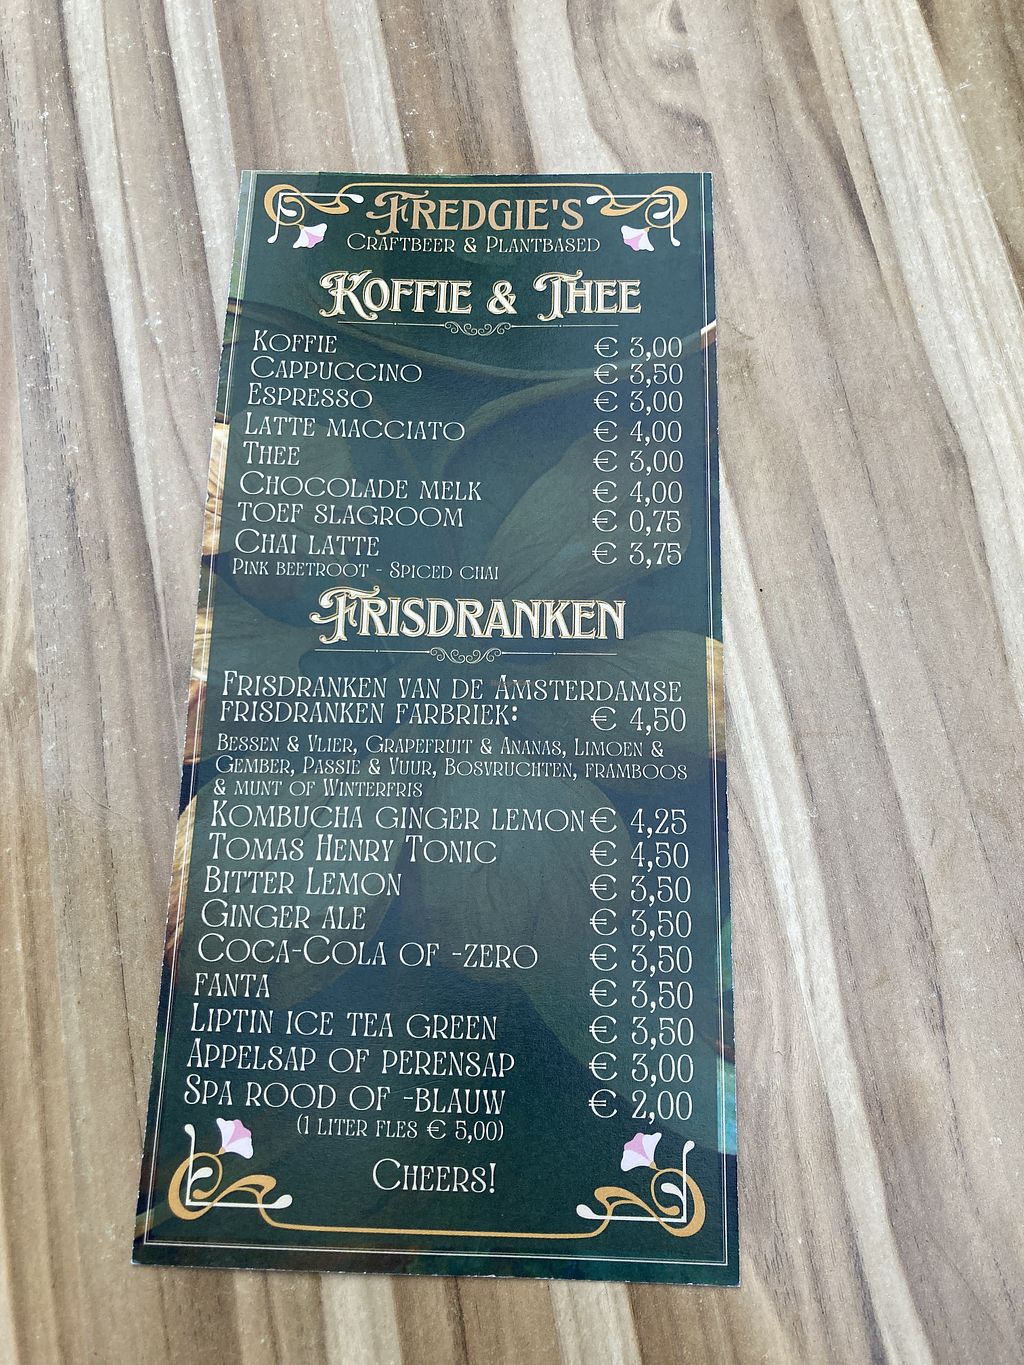 Fredgie's
Craftbeer & Plantbased
Koffie & Thee
Koffie € 3,00
Cappuccino € 3,50
Espresso € 3,00
Latte macciato € 4,00
Thee € 3,00
Chocolade melk € 4,00
toef slagroom € 0,75
Chai latte € 3,75
Pink beetroot - Spiced chai
Frisdranken
Frisdranken van de Amsterdamse
frisdranken farbriek: € 4,50
Bessen & Vlier, Grapefruit & Ananas, Limoen &
Gember, Passie & Vuur, Bosvruchten, framboos
& munt of Winterfris
Kombucha ginger lemon € 4,25
Tomas Henry Tonic € 4,50
Bitter Lemon € 3,50
Ginger ale € 3,50
Coca-Cola of -zero € 3,50
fanta € 3,50
Liptin ice tea green € 3,50
Appelsap of perensap € 3,00
Spa rood of -blauw € 2,00
(1 liter fles € 5,00)
Cheers!